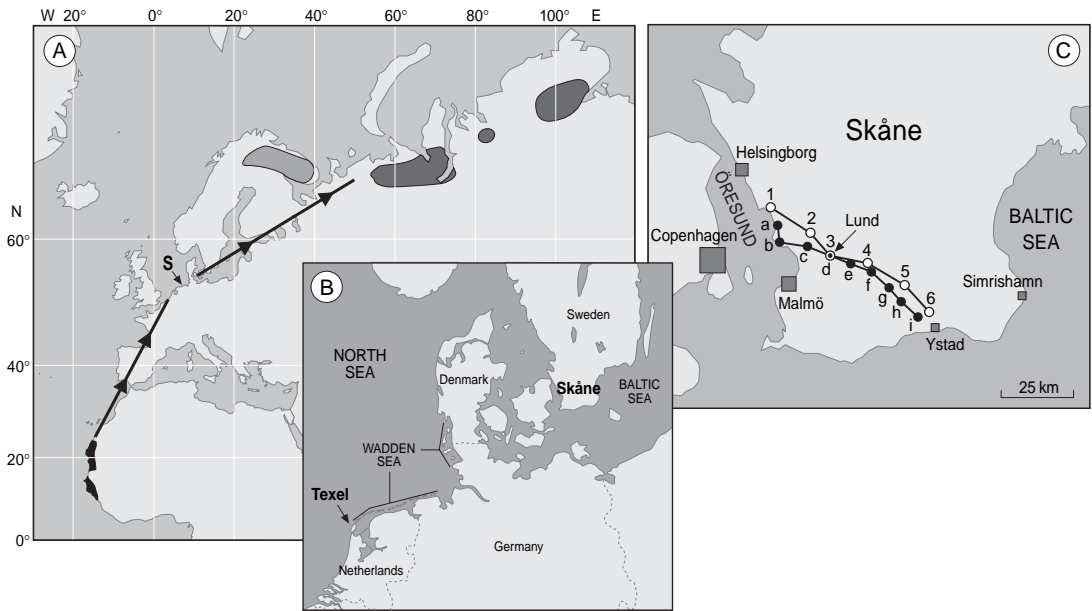 W 20° 0° 20° 40° 60° 80° 100° E
A
N
60°
S
40°
20°
0°
B
Sweden
NORTH
SEA
Denmark
Skåne
BALTIC
SEA
WADDEN
SEA
Texel
Germany
Netherlands
C
Skåne
Helsingborg
ÖRESUND
1
a
2
Lund
BALTIC
SEA
Copenhagen
b
3
c
4
d
e
5
Simrishamn
f
Malmö
g
6
h
i
Ystad
25 km